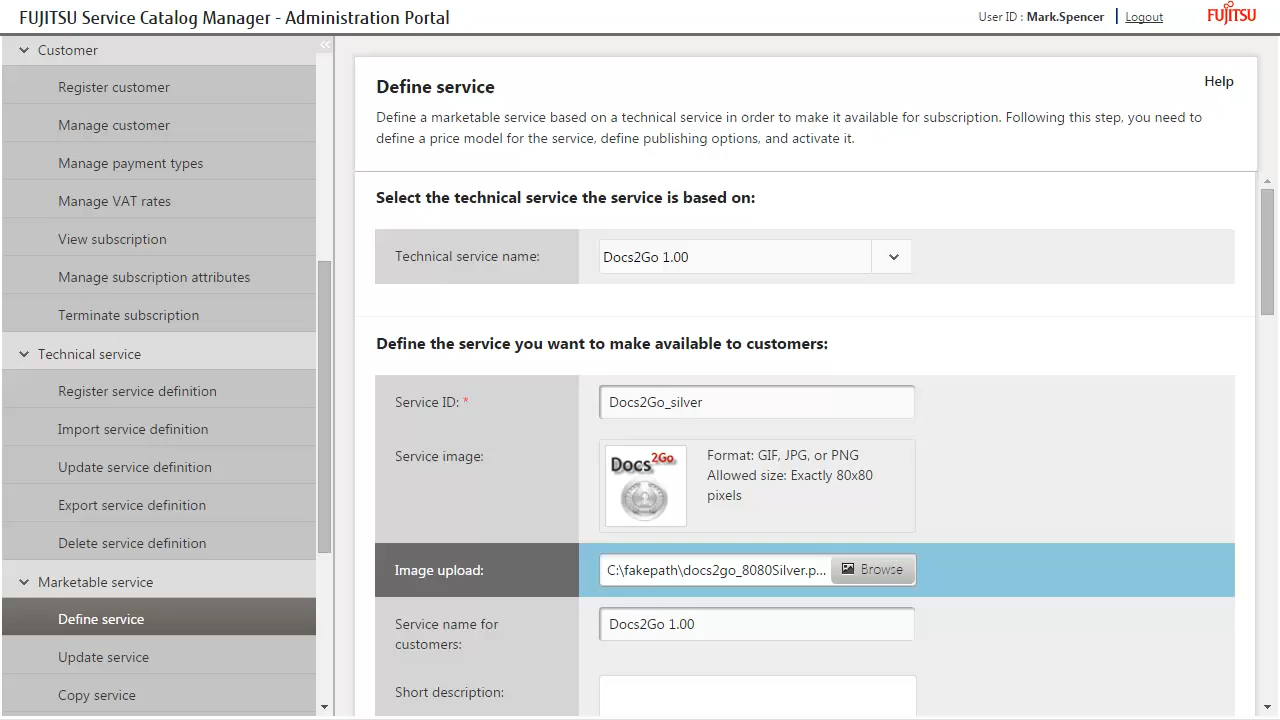 FUJITSU Service Catalog Manager - Administration Portal
User ID : Mark.Spencer
Logout
FUJITSU
Customer
Register customer
Manage customer
Manage payment types
Manage VAT rates
View subscription
Manage subscription attributes
Terminate subscription
Technical service
Register service definition
Import service definition
Update service definition
Export service definition
Delete service definition
Marketable service
Define service
Update service
Copy service
Define service
Help
Define a marketable service based on a technical service in order to make it available for subscription. Following this step, you need to
define a price model for the service, define publishing options, and activate it.
Select the technical service the service is based on:
Technical service name:
Docs2Go 1.00
Define the service you want to make available to customers:
Service ID: *
Docs2Go_silver
Service image:
Docs2Go
2
Format: GIF, JPG, or PNG
Allowed size: Exactly 80x80
pixels
Image upload:
C:\fakepath\docs2go_8080Silver.p...
Browse
Service name for
customers:
Docs2Go 1.00
Short description: